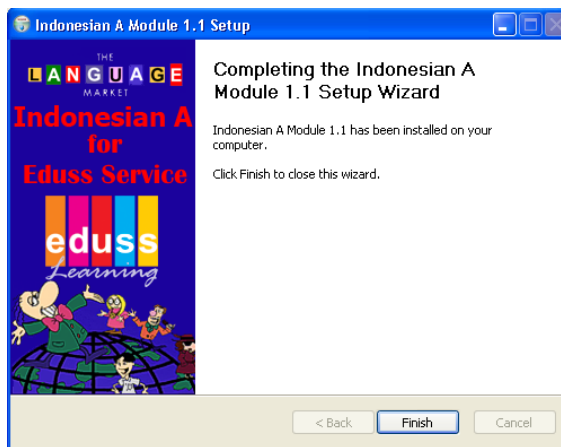 Indonesian A Module 1.1 Setup
THE
LANGUAGE
MARKET
Indonesian A
for
Eduss Service
eduss
Learning
Completing the Indonesian A
Module 1.1 Setup Wizard
Indonesian A Module 1.1 has been installed on your
computer.
Click Finish to close this wizard.
< Back Finish Cancel